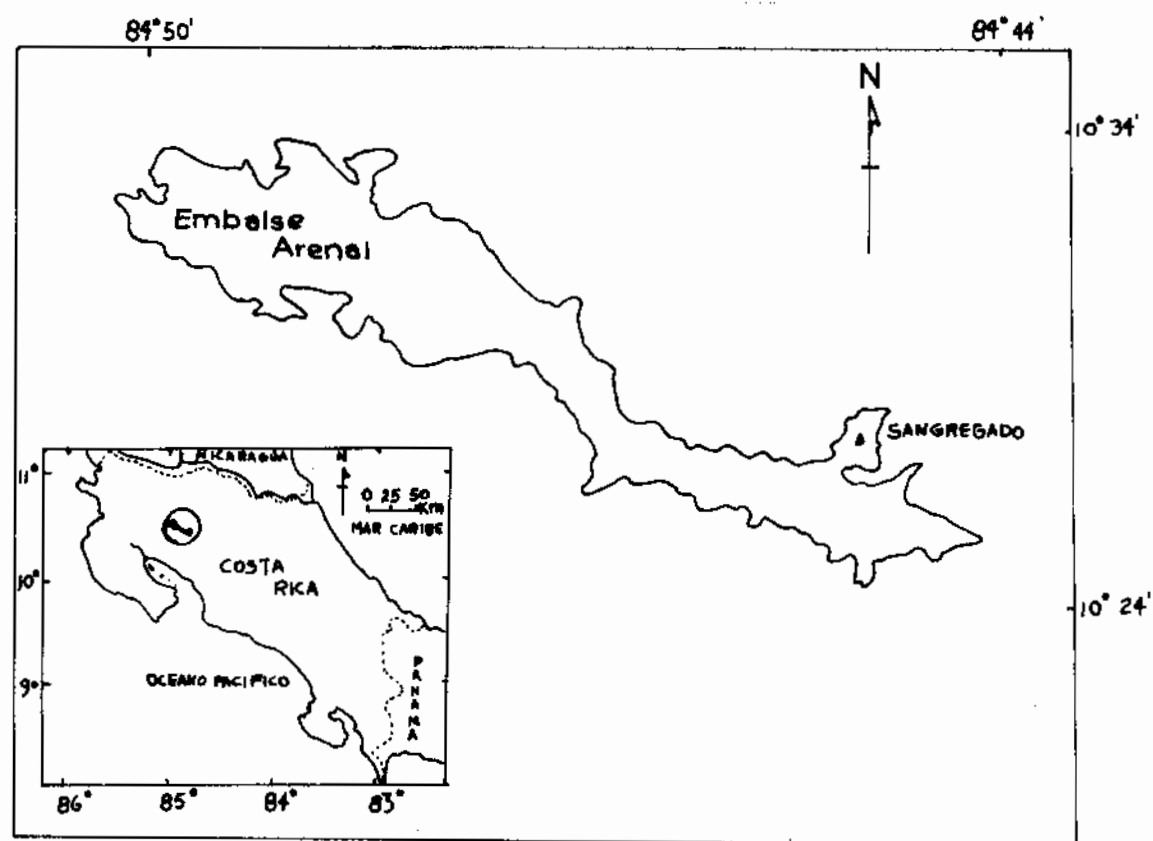 84°50'
84°44'
N
10°34'
Embalse
Arenal
SANGREGADO
10°24'
NICARAGUA
N
11°
0 25 50
Km
MAR CARIBE
COSTA
RICA
10°
PANAMA
OCEANO PACIFICO
9°
86°
85°
84°
83°